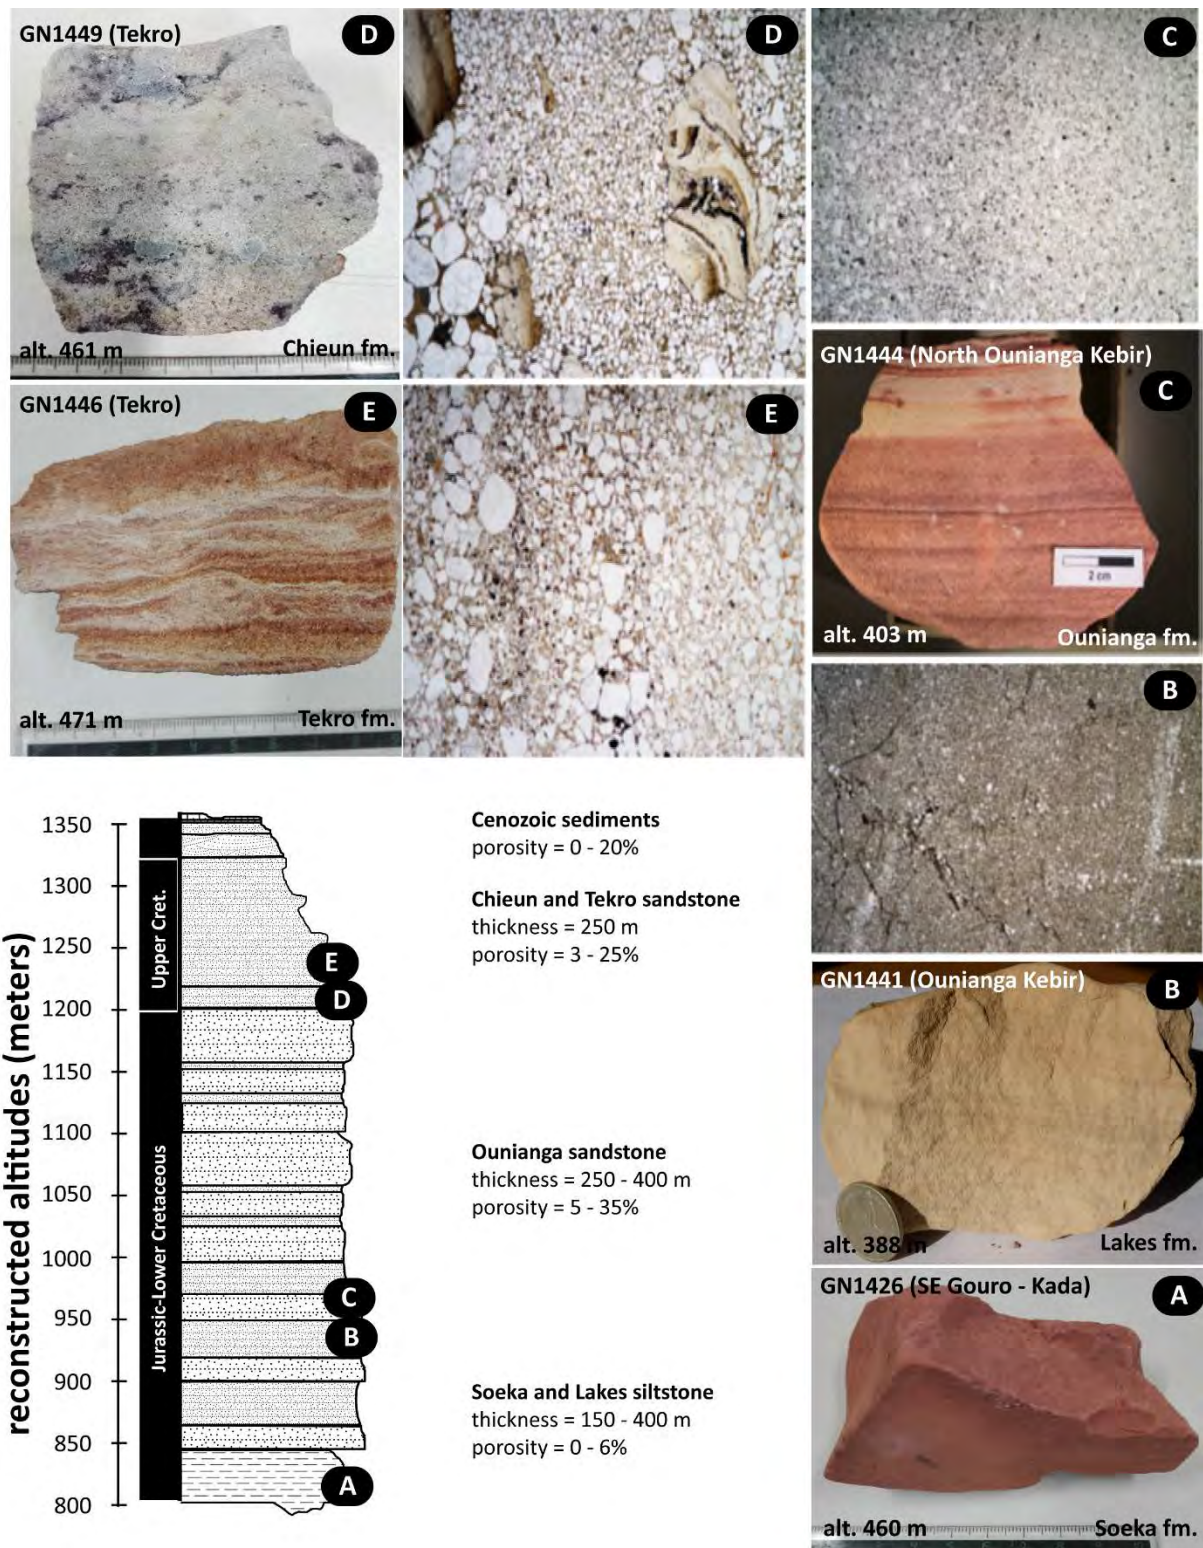 GN1449 (Tekro)
D
alt. 461 m
Chieun fm.
D
C
GN1446 (Tekro)
E
alt. 471 m
Tekro fm.
E
GN1444 (North Ounianga Kebir)
C
2 cm
alt. 403 m
Ounianga fm.
B
GN1441 (Ounianga Kebir)
B
alt. 388 m
Lakes fm.
GN1426 (SE Gouro - Kada)
A
alt. 460 m
Soeka fm.
reconstructed altitudes (meters)
1350
1300
1250
1200
1150
1100
1050
1000
950
900
850
800
Upper Cret.
Jurassic-Lower Cretaceous
E
D
C
B
A
Cenozoic sediments
porosity = 0 - 20%
Chieun and Tekro sandstone
thickness = 250 m
porosity = 3 - 25%
Ounianga sandstone
thickness = 250 - 400 m
porosity = 5 - 35%
Soeka and Lakes siltstone
thickness = 150 - 400 m
porosity = 0 - 6%